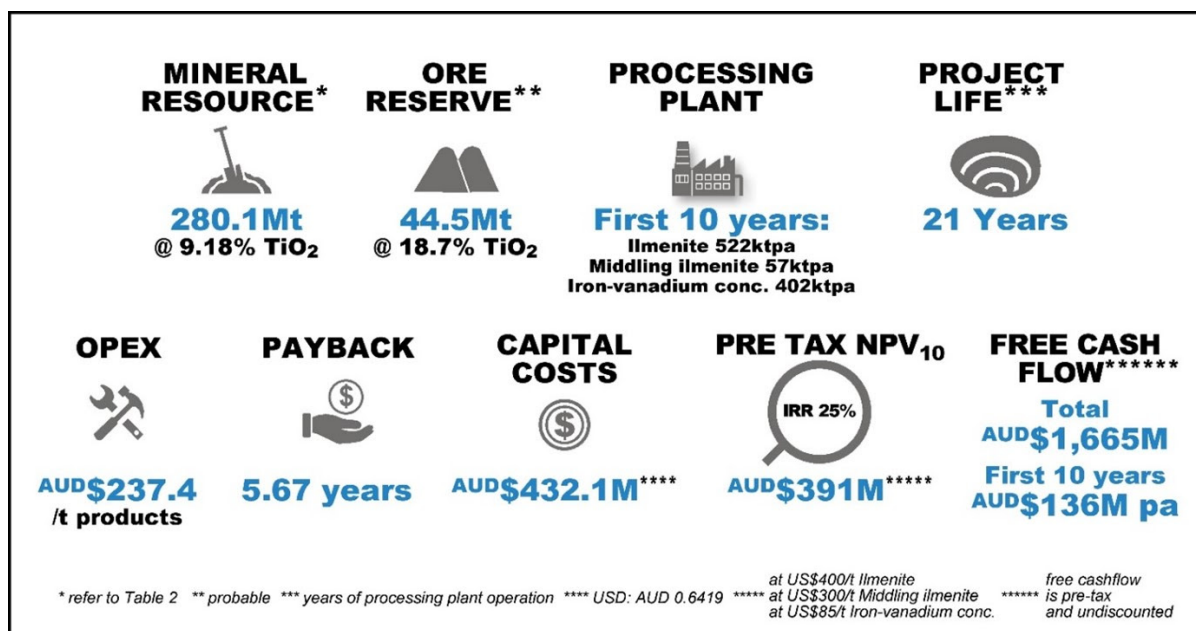 MINERAL
RESOURCE*
280.1Mt
@ 9.18% TiO₂
ORE
RESERVE**
44.5Mt
@ 18.7% TiO₂
PROCESSING
PLANT
First 10 years:
Ilmenite 522ktpa
Middling ilmenite 57ktpa
Iron-vanadium conc. 402ktpa
PROJECT
LIFE***
21 Years
OPEX
AUD$237.4
/t products
PAYBACK
$
5.67 years
CAPITAL
COSTS
$
AUD$432.1M****
PRE TAX NPV₁₀
IRR 25%
AUD$391M*****
FREE CASH
FLOW******
Total
AUD$1,665M
First 10 years
AUD$136M pa
* refer to Table 2 ** probable *** years of processing plant operation **** USD: AUD 0.6419
***** at US$400/t Ilmenite
at US$300/t Middling ilmenite
at US$85/t Iron-vanadium conc.
****** free cashflow
is pre-tax
and undiscounted